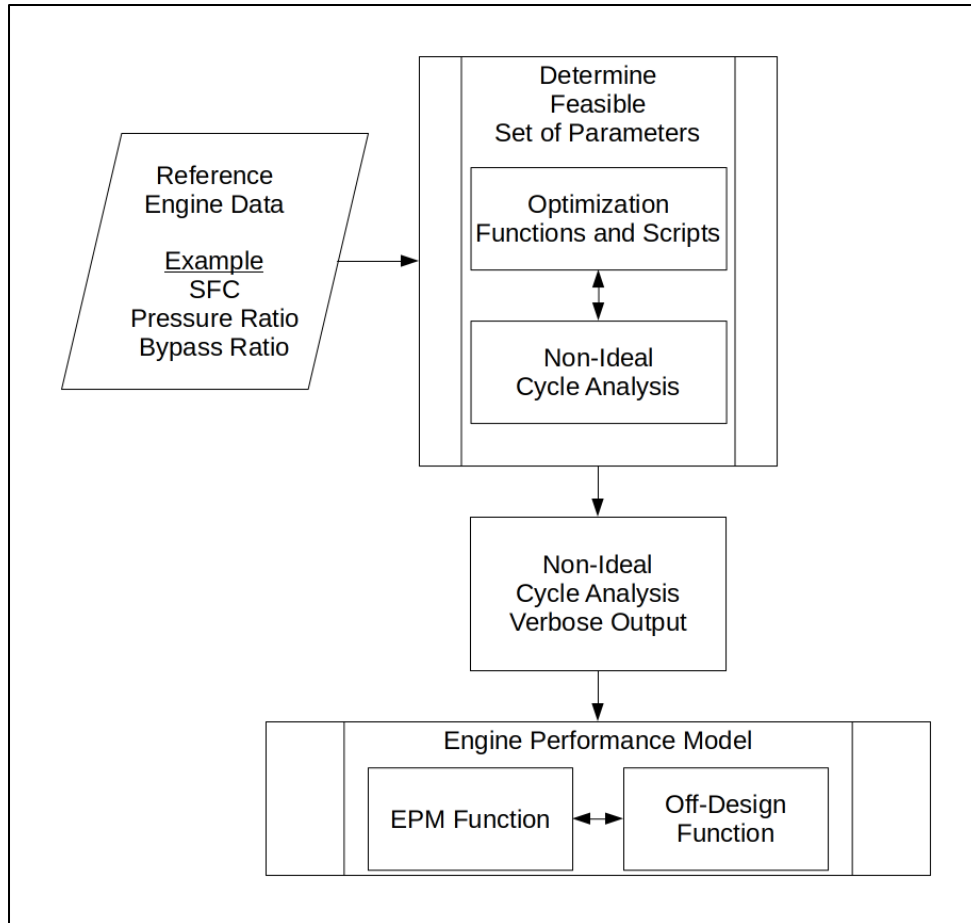 Reference
Engine Data
Example
SFC
Pressure Ratio
Bypass Ratio
Determine
Feasible
Set of Parameters
Optimization
Functions and Scripts
Non-Ideal
Cycle Analysis
Non-Ideal
Cycle Analysis
Verbose Output
Engine Performance Model
EPM Function
Off-Design
Function